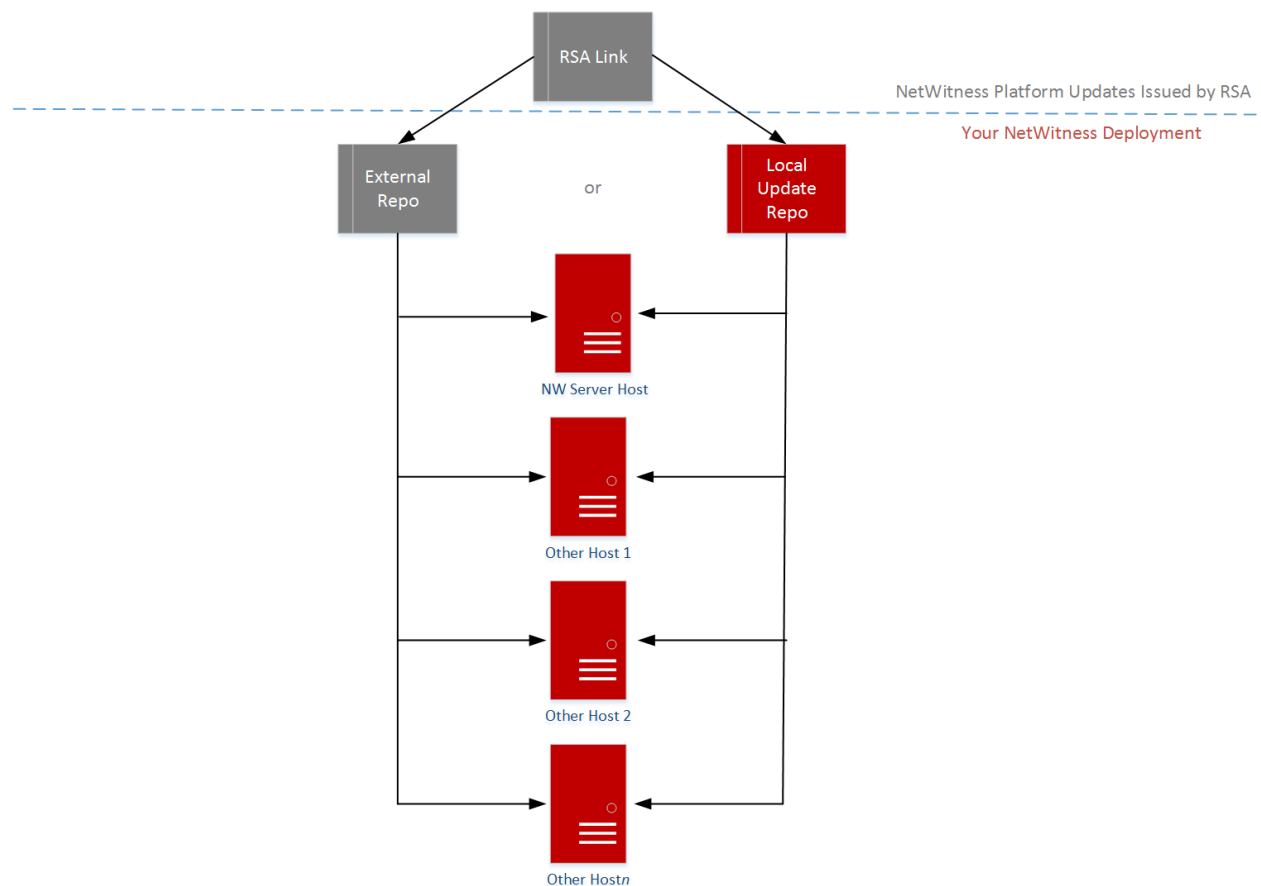 RSA Link
NetWitness Platform Updates Issued by RSA
Your NetWitness Deployment
External
Repo
or
Local
Update
Repo
NW Server Host
Other Host 1
Other Host 2
Other Hostn